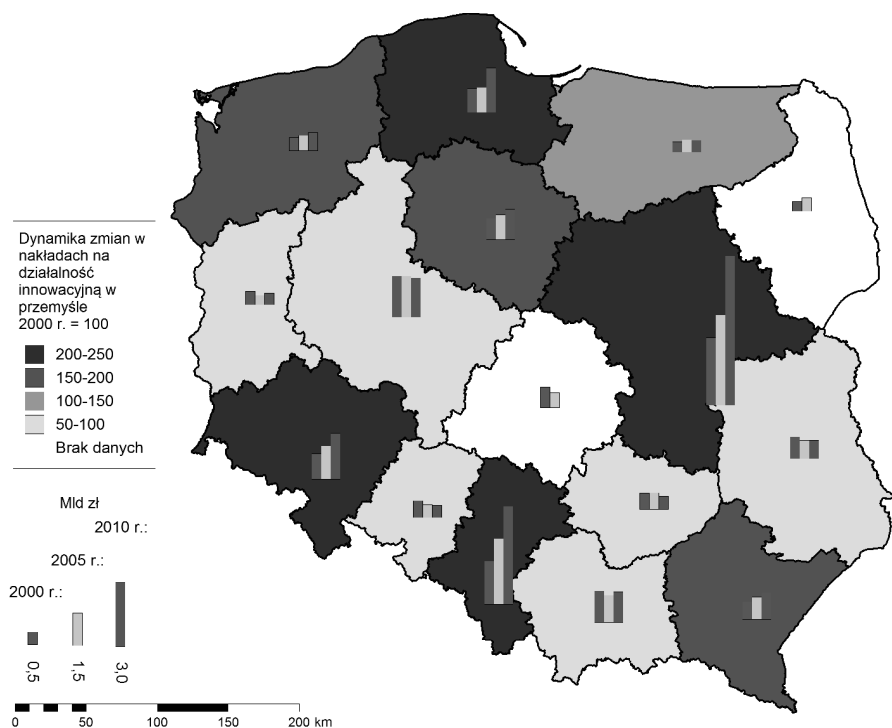 Dynamika zmian w
nakładach na
działalność
innowacyjną w
przemyśle
2000 r. = 100
200-250
150-200
100-150
50-100
Brak danych
Mld zł
2010 r.:
2005 r.:
2000 r.:
0,5
1,5
3,0
0 50 100 150 200 km